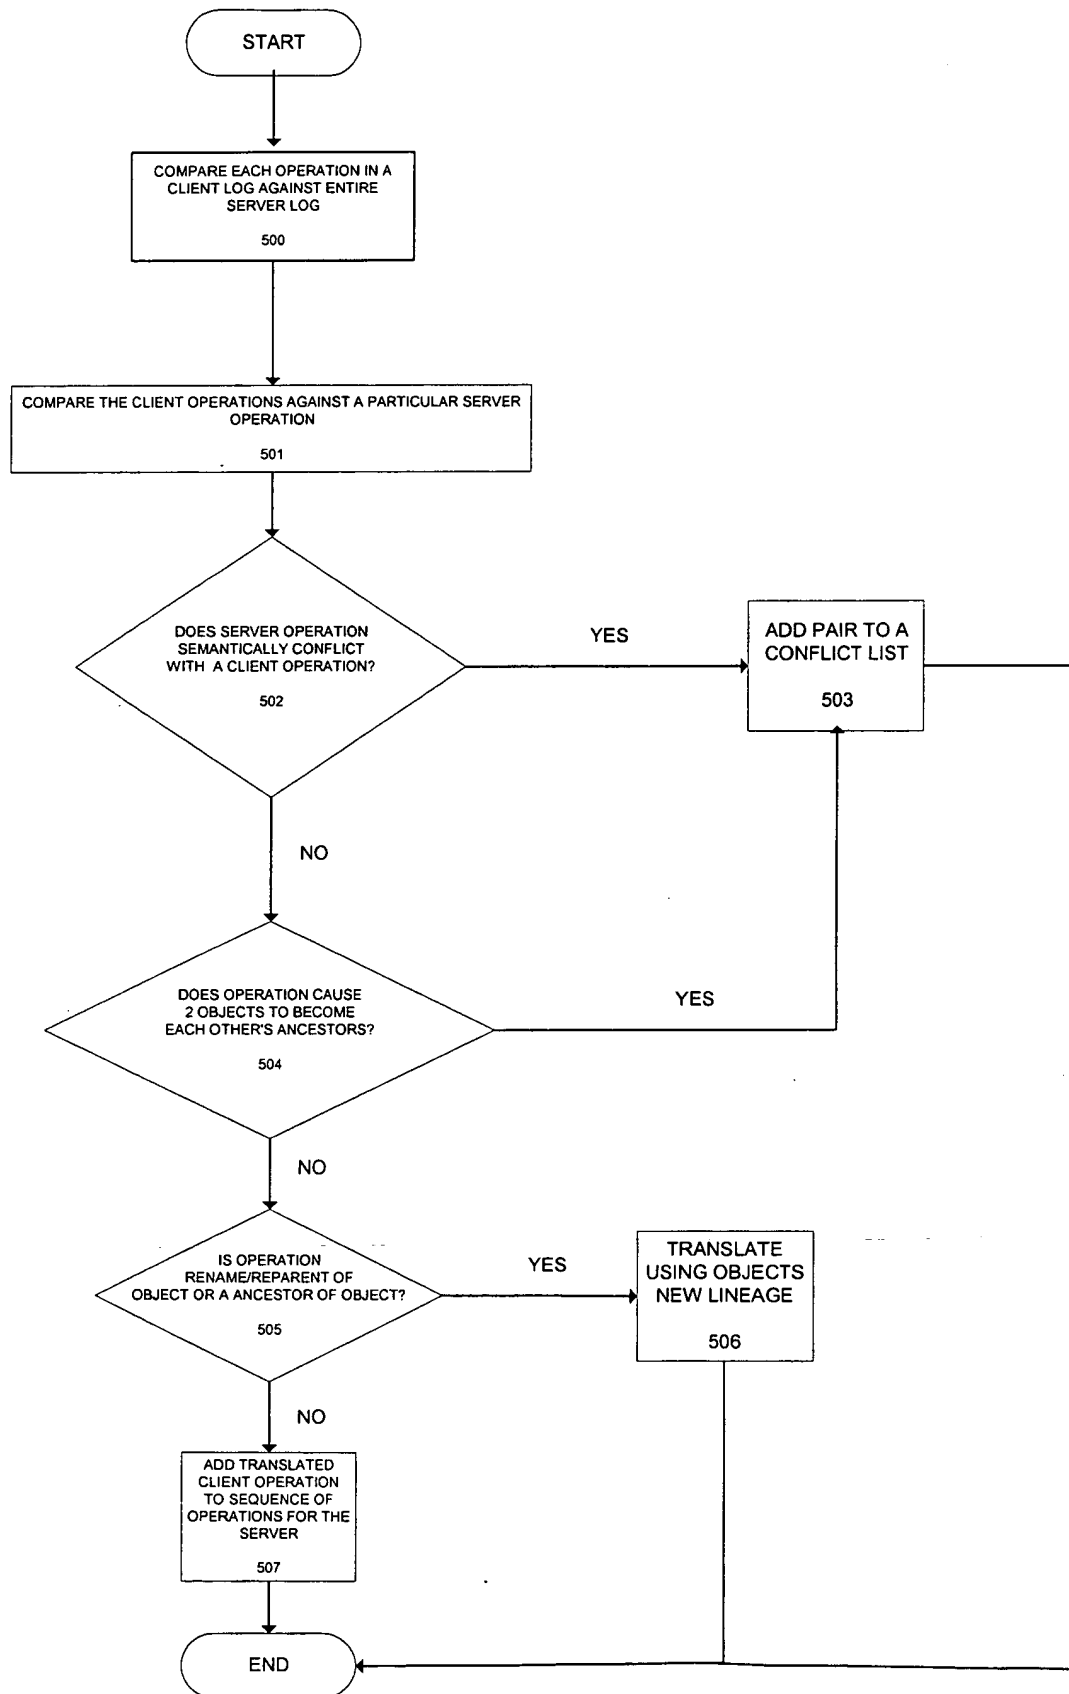 START
COMPARE EACH OPERATION IN A
CLIENT LOG AGAINST ENTIRE
SERVER LOG
500
COMPARE THE CLIENT OPERATIONS AGAINST A PARTICULAR SERVER
OPERATION
501
DOES SERVER OPERATION
SEMANTICALLY CONFLICT
WITH A CLIENT OPERATION?
502
YES
ADD PAIR TO A
CONFLICT LIST
503
NO
DOES OPERATION CAUSE
2 OBJECTS TO BECOME
EACH OTHER'S ANCESTORS?
504
YES
NO
IS OPERATION
RENAME/REPARENT OF
OBJECT OR A ANCESTOR OF OBJECT?
505
YES
TRANSLATE
USING OBJECTS
NEW LINEAGE
506
NO
ADD TRANSLATED
CLIENT OPERATION
TO SEQUENCE OF
OPERATIONS FOR THE
SERVER
507
END